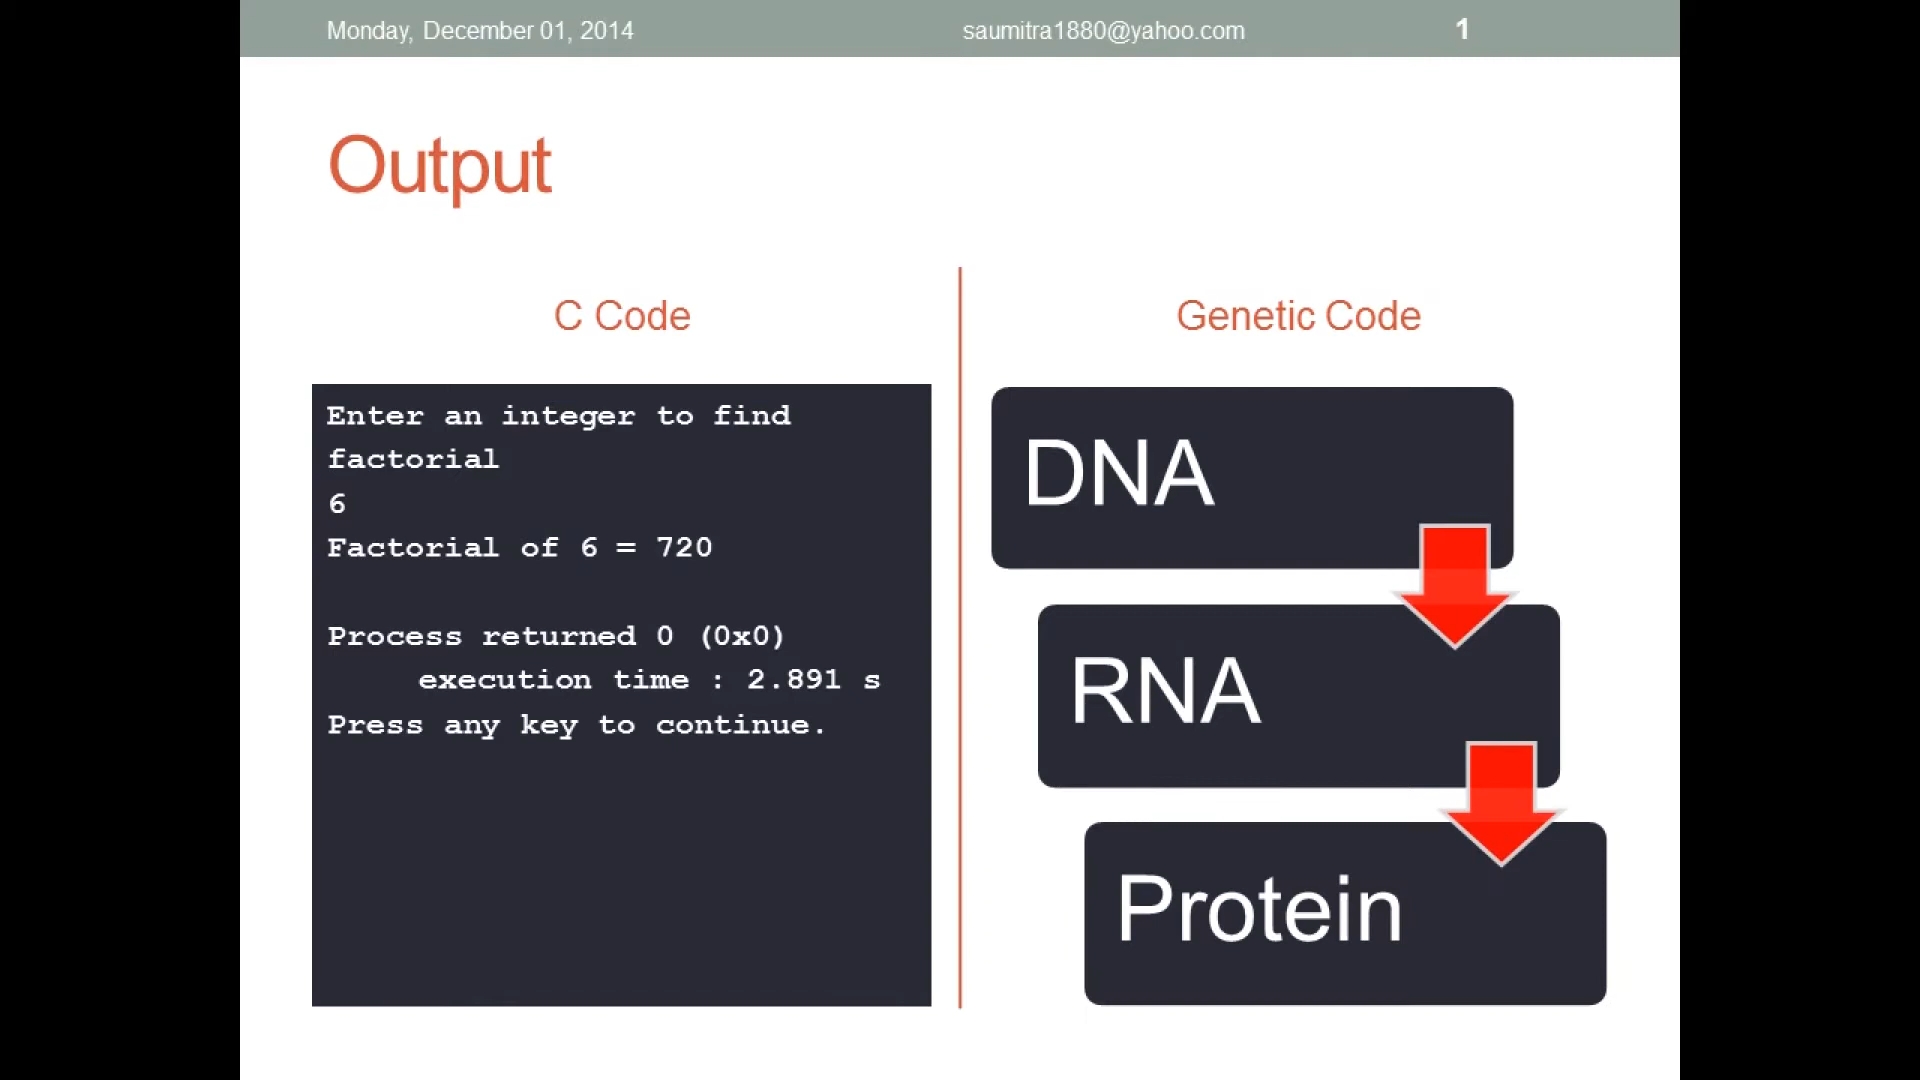 Monday, December 01, 2014 saumitra1880@yahoo.com 1
Output
C Code
Enter an integer to find
factorial
6
Factorial of 6 = 720
Process returned 0 (0x0)
execution time : 2.891 s
Press any key to continue.
Genetic Code
DNA
RNA
Protein